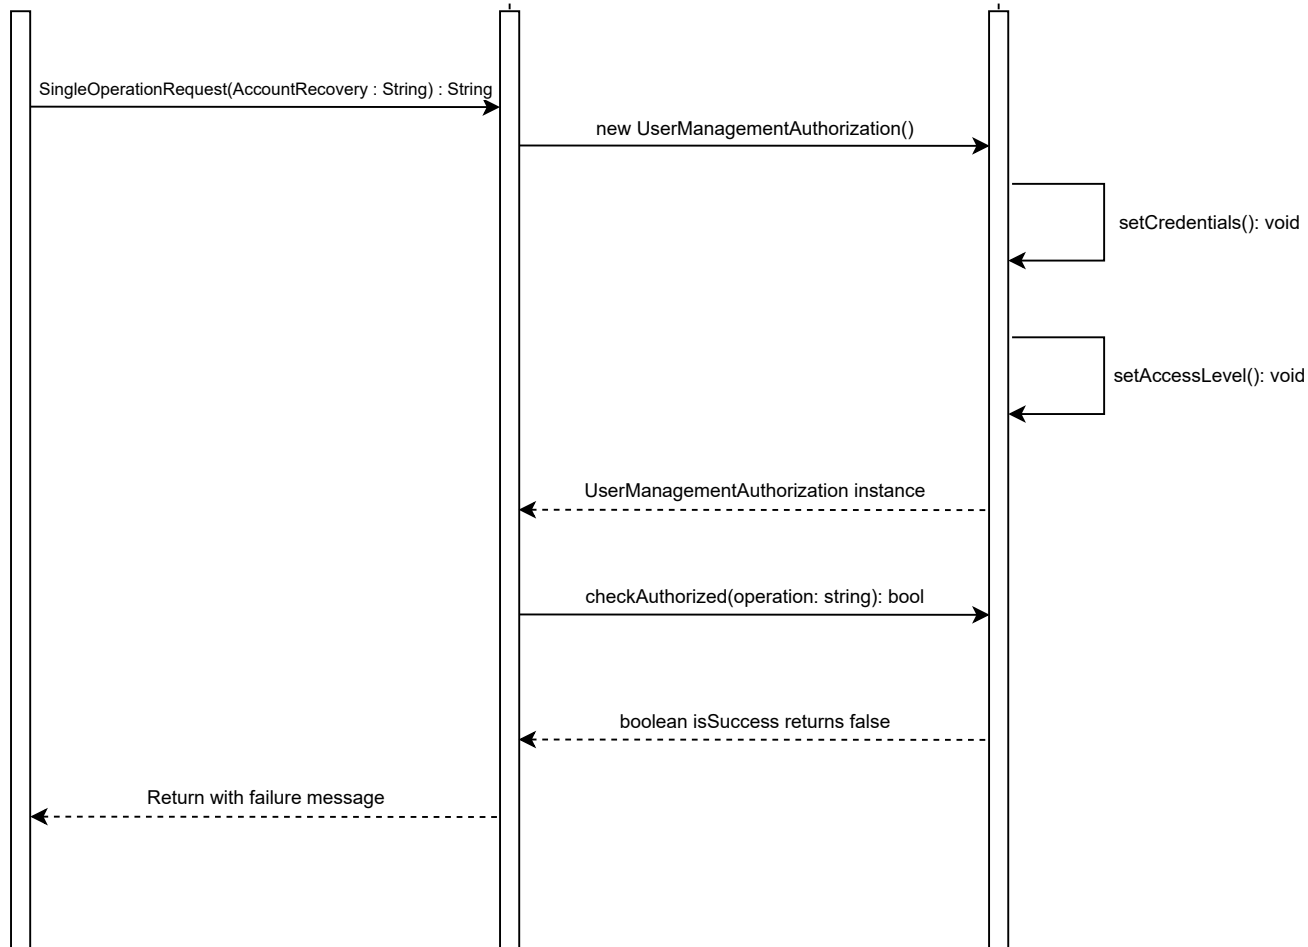 SingleOperationRequest(AccountRecovery : String) : String
new UserManagementAuthorization()
setCredentials(): void
setAccessLevel(): void
UserManagementAuthorization instance
checkAuthorized(operation: string): bool
boolean isSuccess returns false
Return with failure message